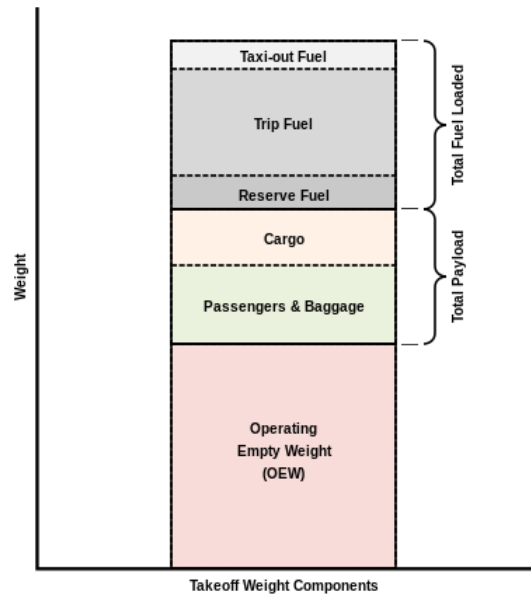 Taxi-out Fuel
Trip Fuel
Reserve Fuel
Cargo
Passengers & Baggage
Operating
Empty Weight
(OEW)
Total Fuel Loaded
Total Payload
Weight
Takeoff Weight Components